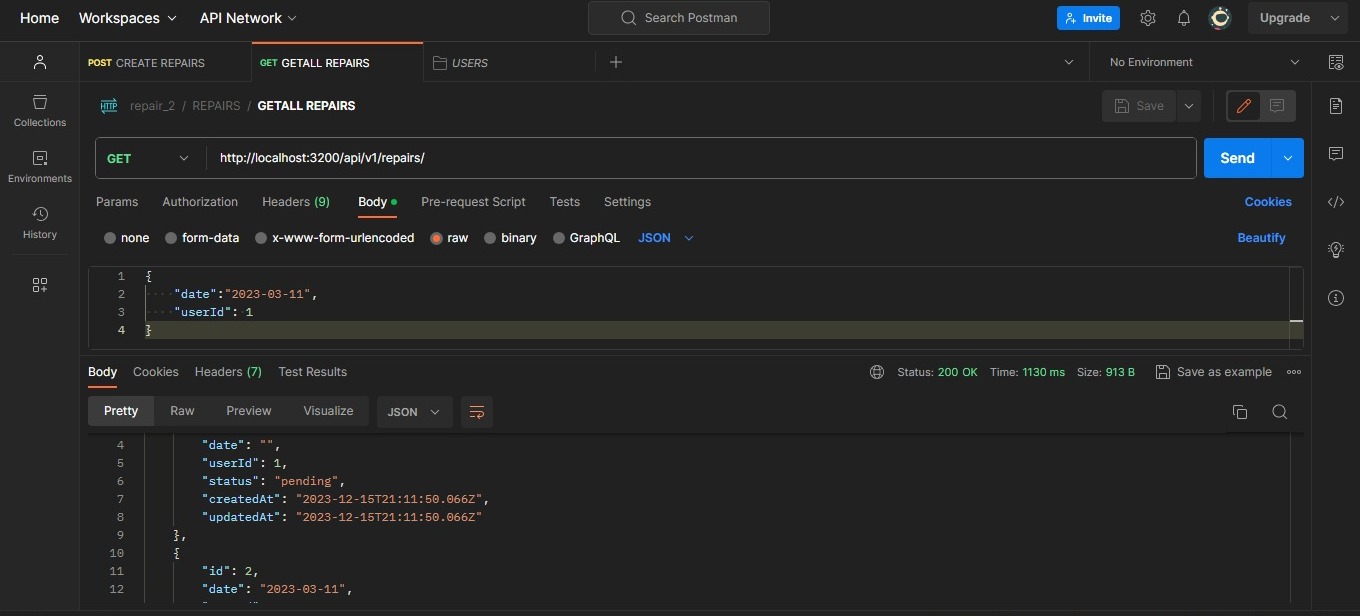 Home Workspaces API Network Search Postman Invite Upgrade
POST CREATE REPAIRS GET GETALL REPAIRS USERS No Environment
HTTP repair_2 / REPAIRS / GETALL REPAIRS Save
Collections
Environments
History
GET http://localhost:3200/api/v1/repairs/ Send
Params Authorization Headers (9) Body Pre-request Script Tests Settings Cookies
none form-data x-www-form-urlencoded raw binary GraphQL JSON Beautify
1 {
2 "date":"2023-03-11",
3 "userId": 1
4 }
Body Cookies Headers (7) Test Results Status: 200 OK Time: 1130 ms Size: 913 B Save as example
Pretty Raw Preview Visualize JSON
4 "date": "",
5 "userId": 1,
6 "status": "pending",
7 "createdAt": "2023-12-15T21:11:50.066Z",
8 "updatedAt": "2023-12-15T21:11:50.066Z"
9 },
10 {
11 "id": 2,
12 "date": "2023-03-11",